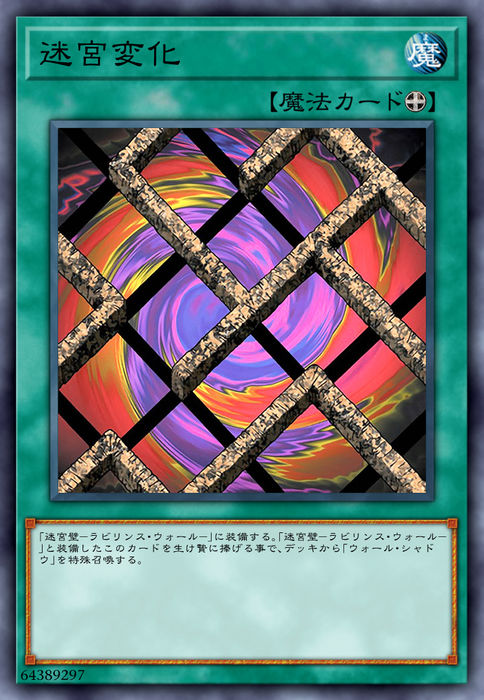 迷宮変化
魔
【魔法カード】
「迷宮壁－ラビリンス・ウォール－」に装備する。「迷宮壁－ラビリンス・ウォール－
」と装備したこのカードを生け贄に捧げる事で、デッキから「ウォール・シャド
ウ」を特殊召喚する。
64389297